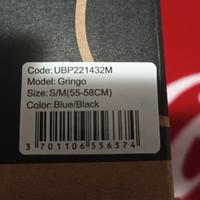 Code: UBP221432M
Model: Gringo
Size: S/M(55-58CM)
Color: Blue/Black
3 701106 556374